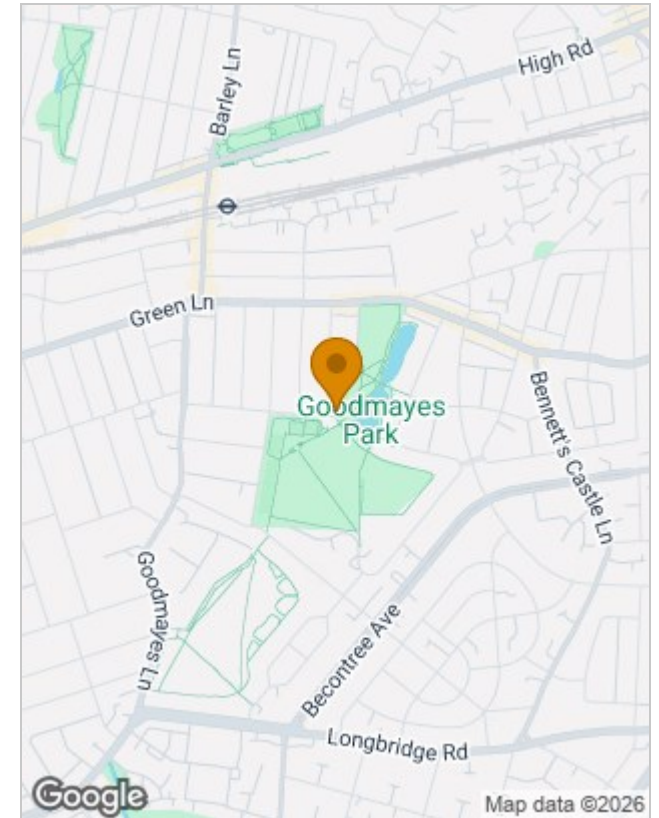 High Rd
Barley Ln
Green Ln
Goodmayes
Park
Bennett's Castle Ln
Goodmayes Ln
Becontree Ave
Longbridge Rd
Google
Map data ©2026